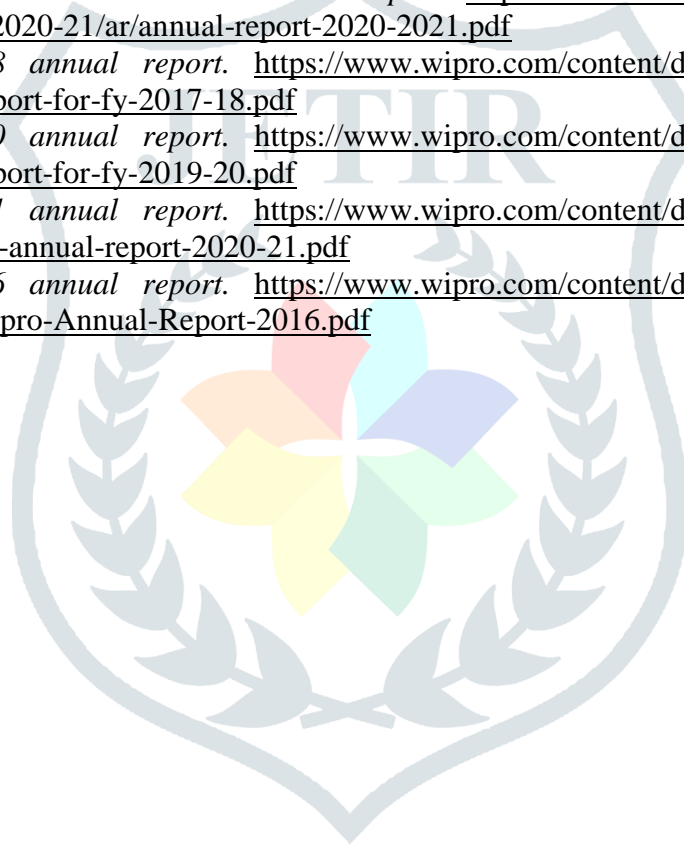 2020-21/ar/annual-report-2020-2021.pdf
8 annual report. https://www.wipro.com/content/d
port-for-fy-2017-18.pdf
annual report. https://www.wipro.com/content/d
port-for-fy-2019-20.pdf
annual report. https://www.wipro.com/content/d
-annual-report-2020-21.pdf
annual report. https://www.wipro.com/content/d
pro-Annual-Report-2016.pdf
JETIR